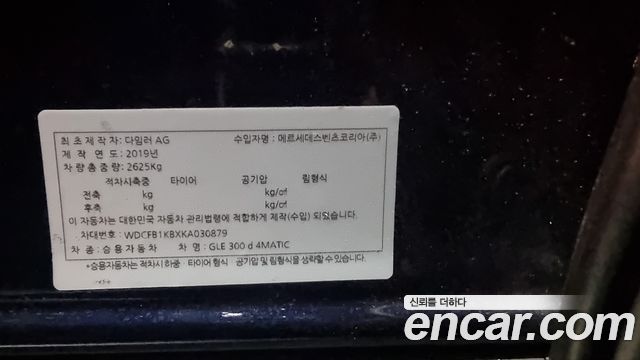 최초제작자: 다임러 AG 수입자명 : 메르세데스벤츠코리아(주)
제 작 연 도 : 2019년
차 량 총 중 량 : 2625Kg
적차시축중 타이어 공기압 림형식
전축 kg kg/㎠
후축 kg kg/㎠
이 자동차는 대한민국 자동차 관리법령에 적합하게 제작(수입) 되었습니다.
차대번호 : WDCFB1KBXKA030879
차 종 : 승용자동차 차 명 : GLE 300 d 4MATIC
*승용자동차는 적차시 하중 타이어 형식 공기압 및 림형식을 생략할 수 있습니다.
신뢰를 더하다
encar.com